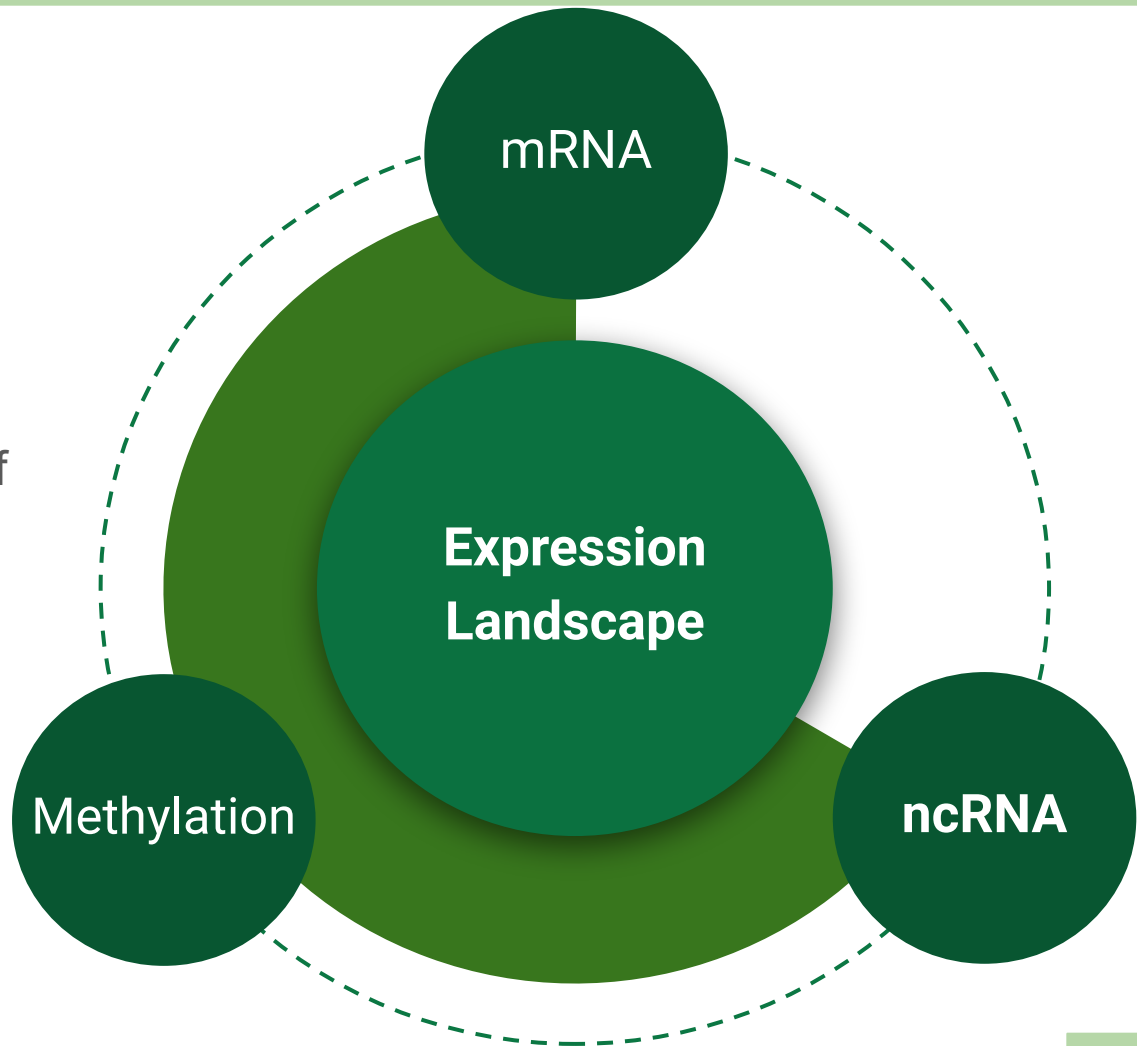 mRNA
f
Expression
Landscape
Methylation
ncRNA